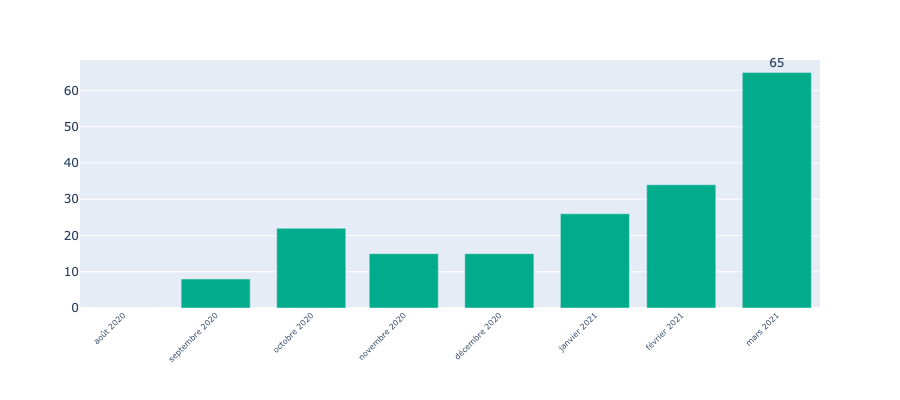 65
60
50
40
30
20
10
0
août 2020
septembre 2020
octobre 2020
novembre 2020
décembre 2020
janvier 2021
février 2021
mars 2021